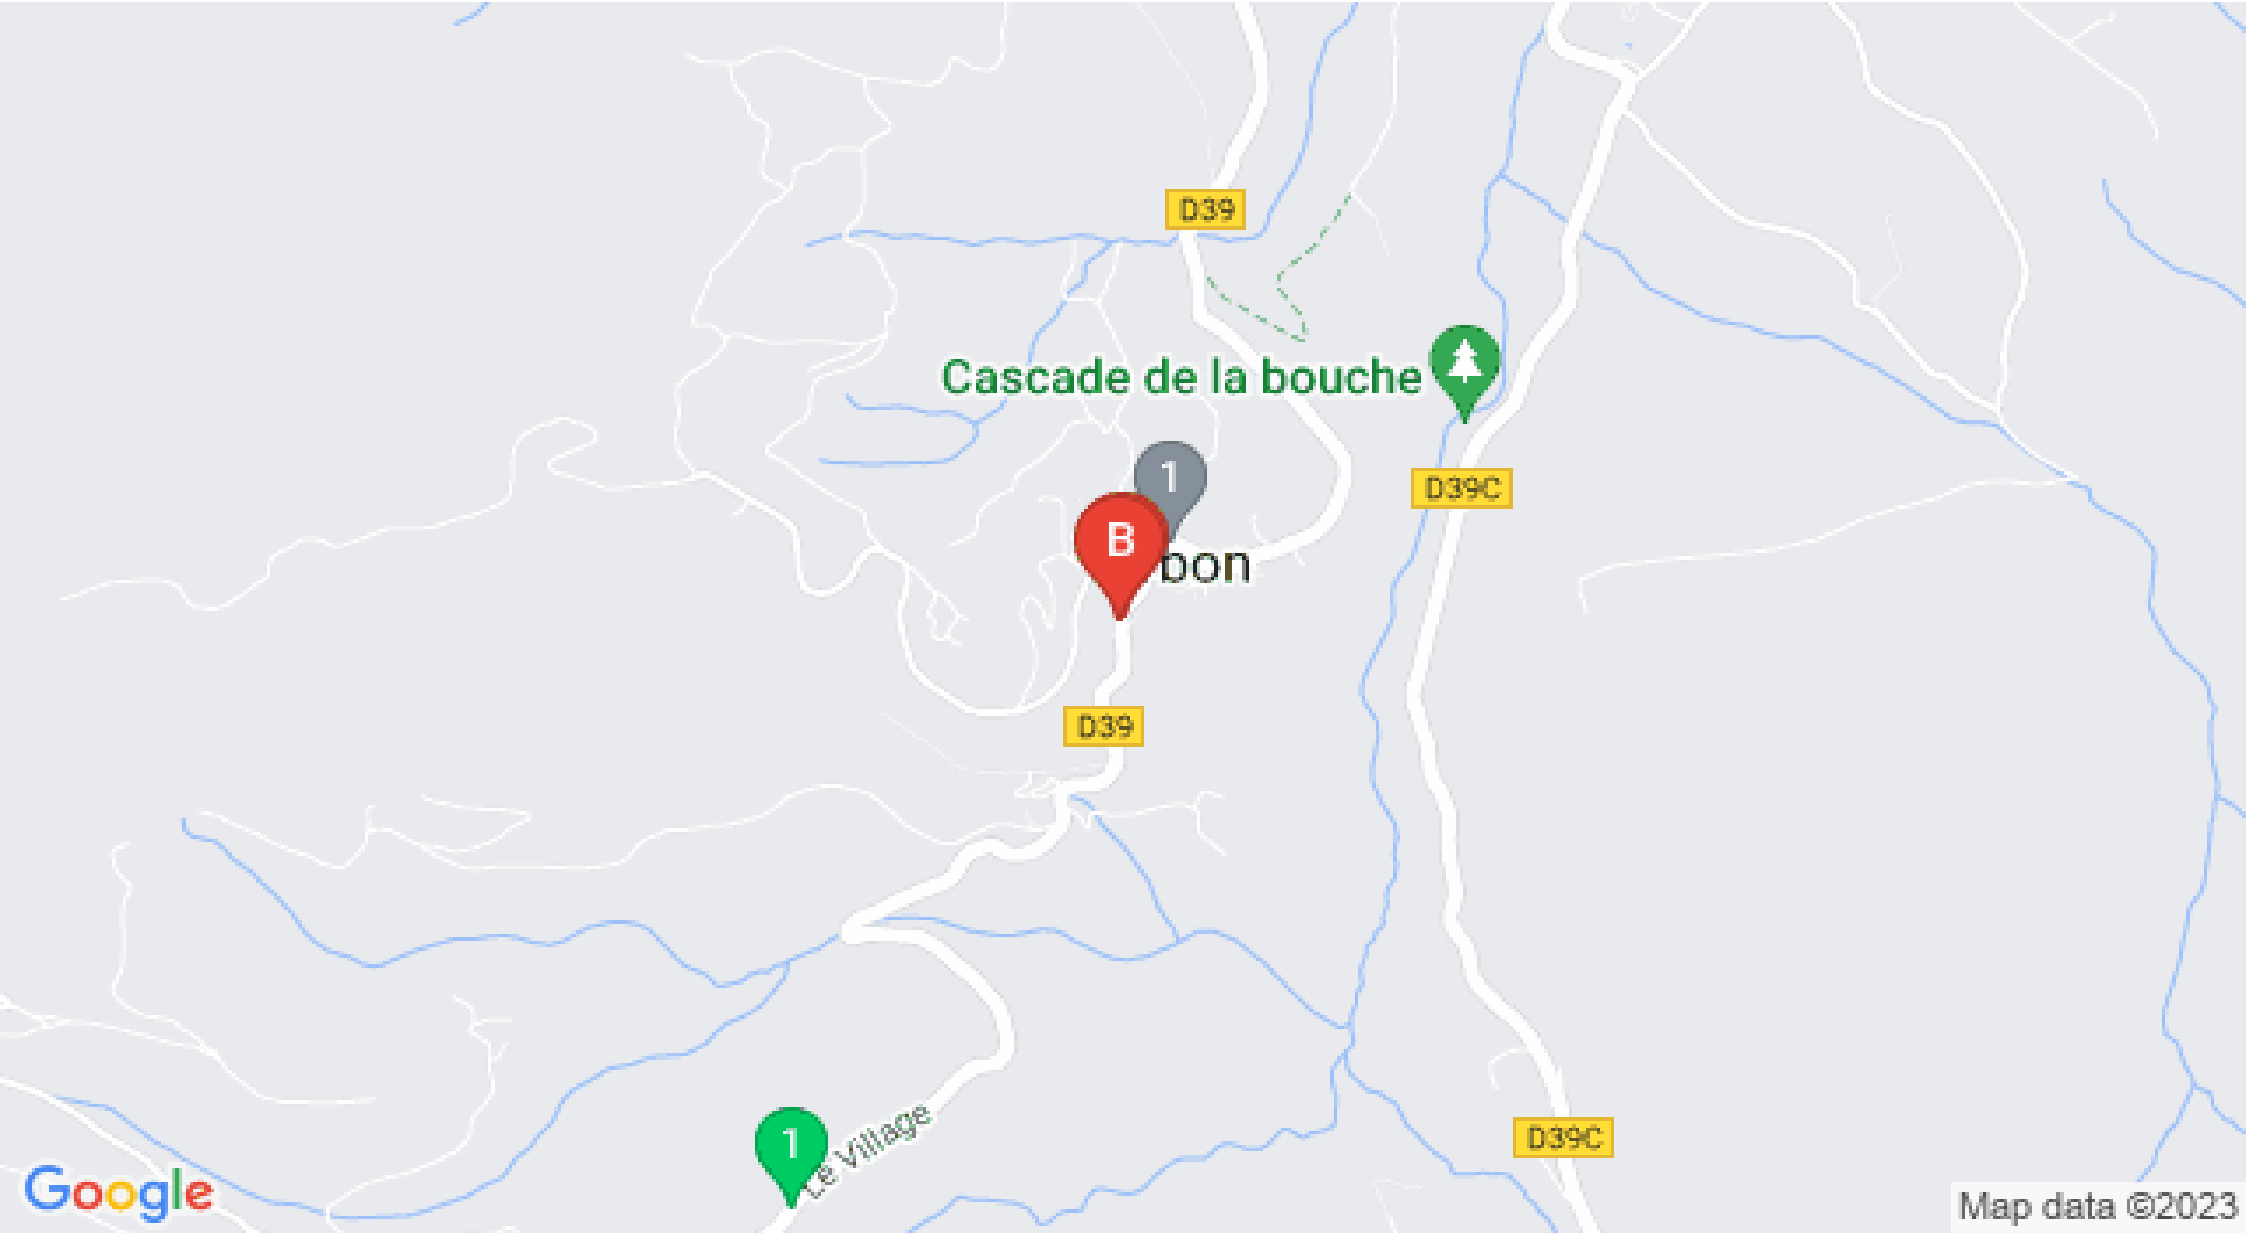 D39
Cascade de la bouche
1
D39C
B
bon
D39
1
Le Village
D39C
Google
Map data ©2023